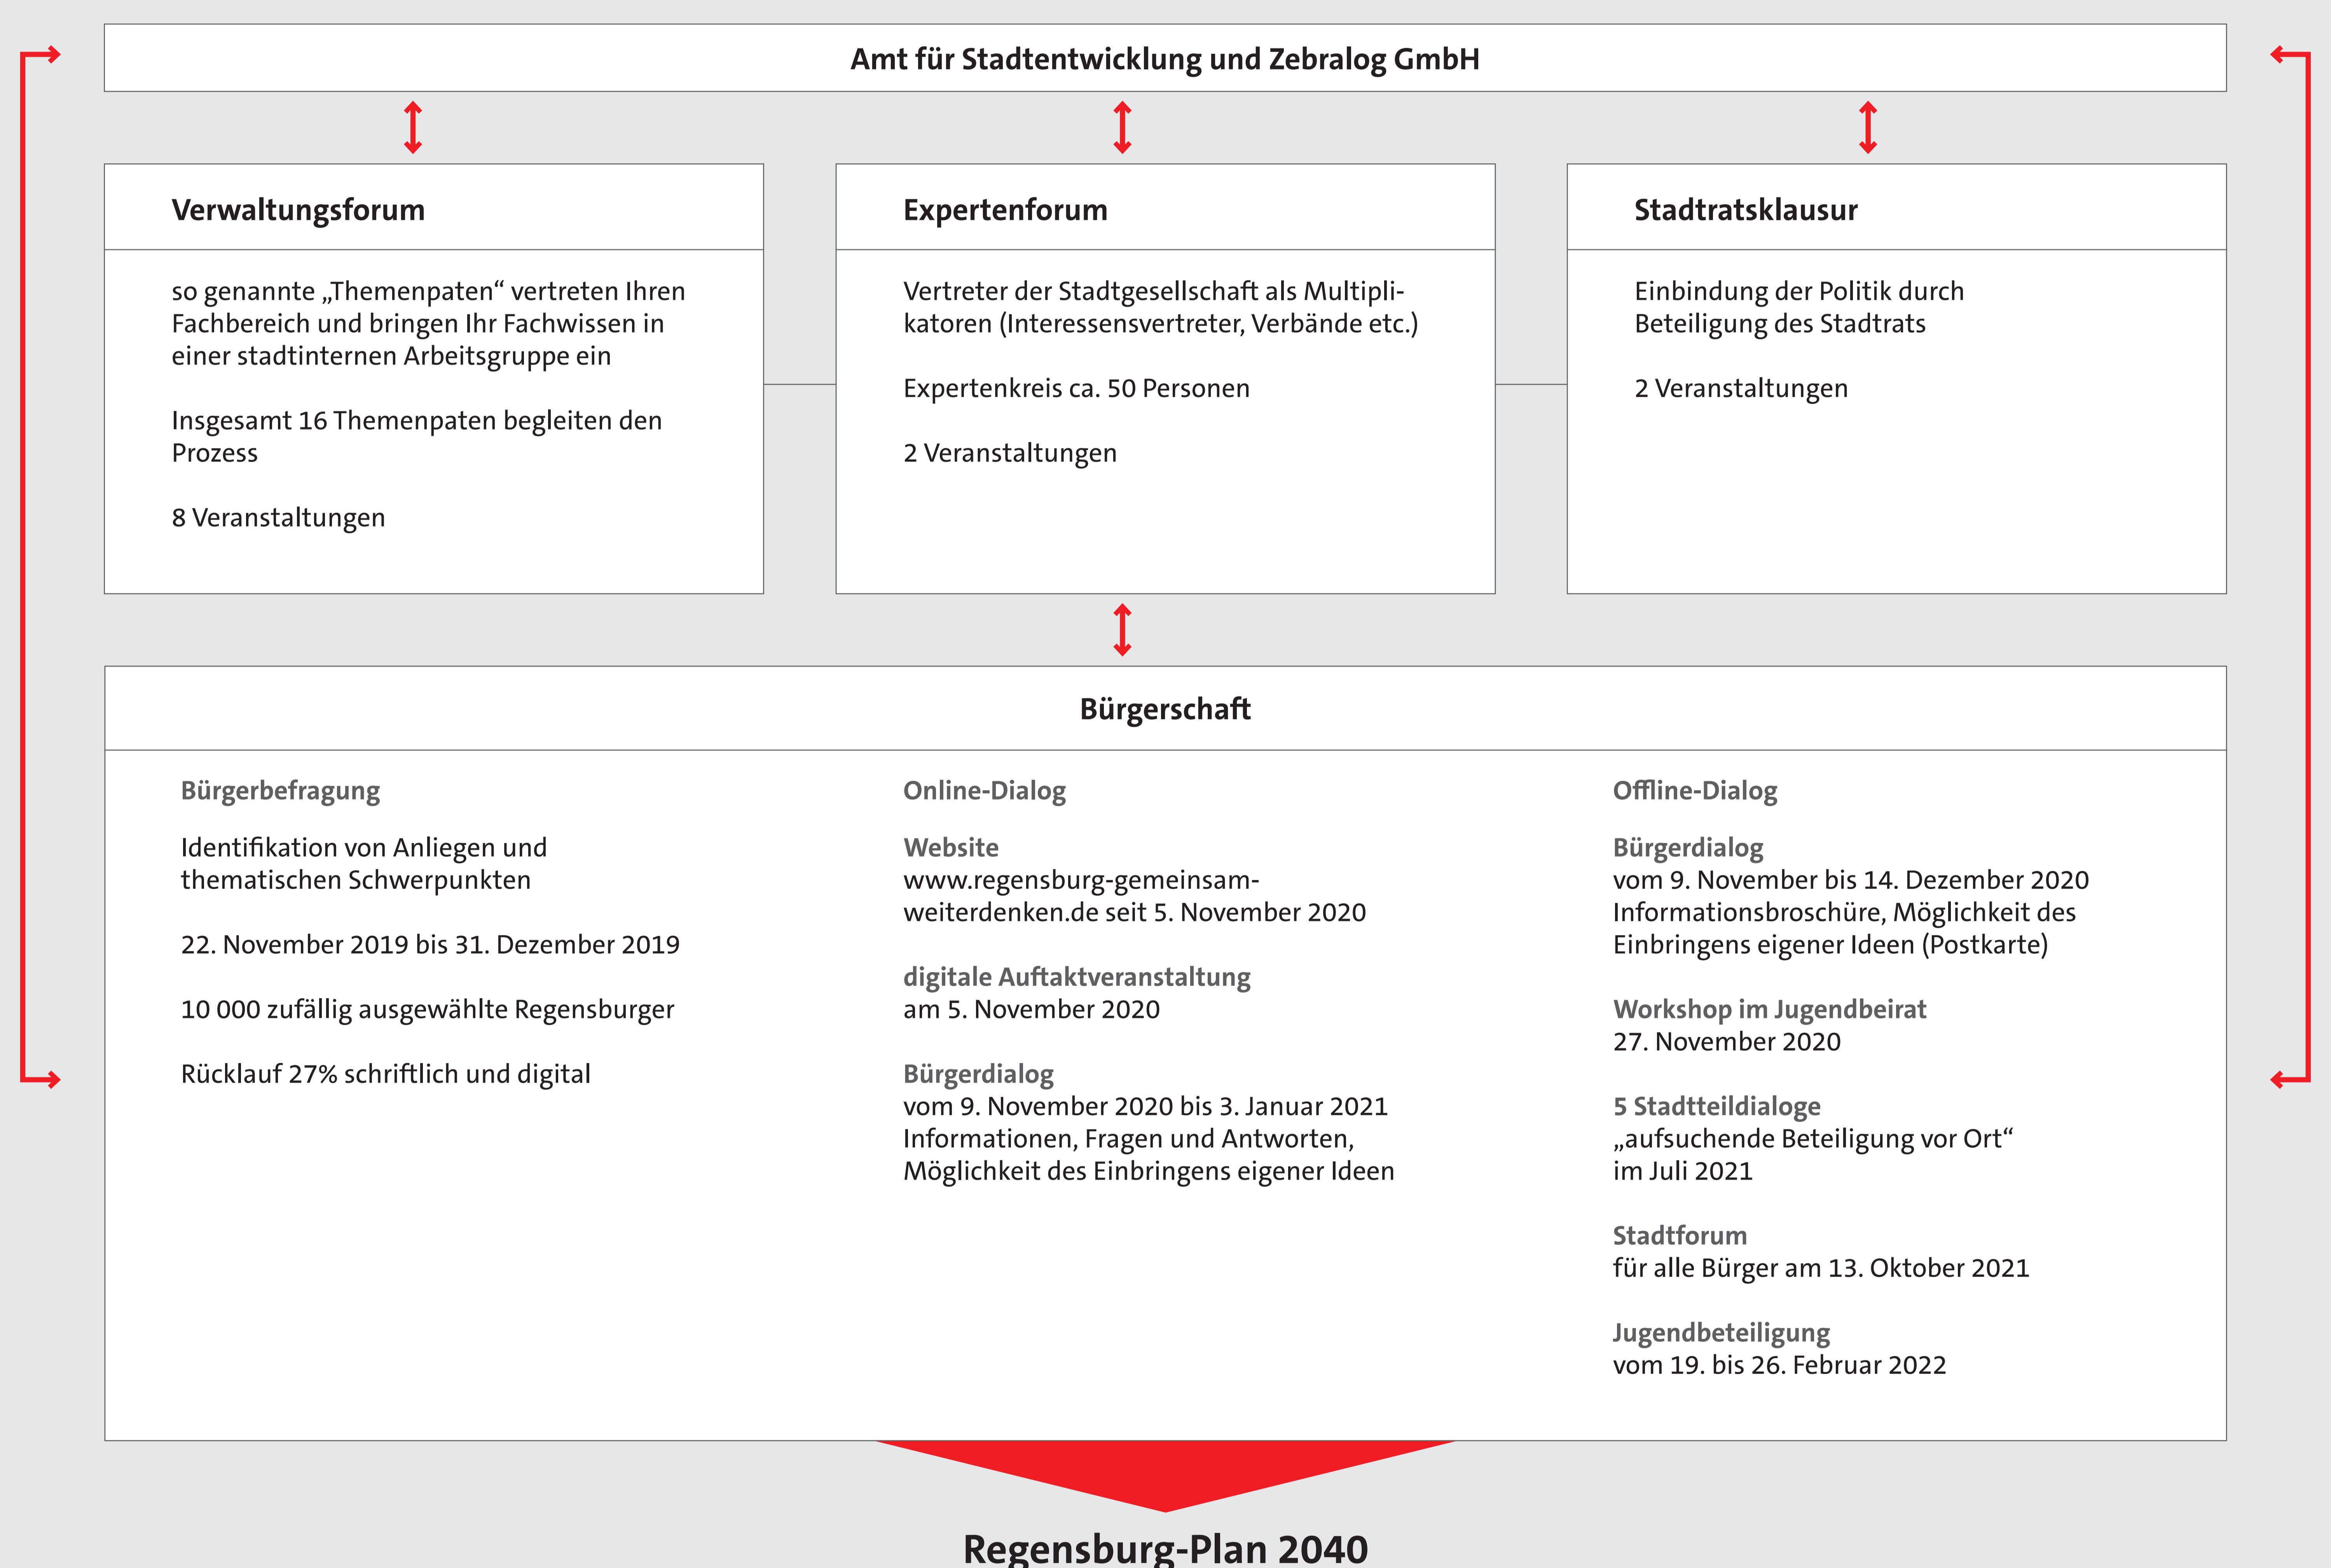 Amt für Stadtentwicklung und Zebralog GmbH
Verwaltungsforum
so genannte „Themenpaten“ vertreten Ihren
Fachbereich und bringen Ihr Fachwissen in
einer stadtinternen Arbeitsgruppe ein
Insgesamt 16 Themenpaten begleiten den
Prozess
8 Veranstaltungen
Expertenforum
Vertreter der Stadtgesellschaft als Multipli-
katoren (Interessensvertreter, Verbände etc.)
Expertenkreis ca. 50 Personen
2 Veranstaltungen
Stadtratsklausur
Einbindung der Politik durch
Beteiligung des Stadtrats
2 Veranstaltungen
Bürgerschaft
Bürgerbefragung
Identifikation von Anliegen und
thematischen Schwerpunkten
22. November 2019 bis 31. Dezember 2019
10 000 zufällig ausgewählte Regensburger
Rücklauf 27% schriftlich und digital
Online-Dialog
Website
www.regensburg-gemeinsam-
weiterdenken.de seit 5. November 2020
digitale Auftaktveranstaltung
am 5. November 2020
Bürgerdialog
vom 9. November 2020 bis 3. Januar 2021
Informationen, Fragen und Antworten,
Möglichkeit des Einbringens eigener Ideen
Offline-Dialog
Bürgerdialog
vom 9. November bis 14. Dezember 2020
Informationsbroschüre, Möglichkeit des
Einbringens eigener Ideen (Postkarte)
Workshop im Jugendbeirat
27. November 2020
5 Stadtteildialoge
„aufsuchende Beteiligung vor Ort“
im Juli 2021
Stadtforum
für alle Bürger am 13. Oktober 2021
Jugendbeteiligung
vom 19. bis 26. Februar 2022
Regensburg-Plan 2040